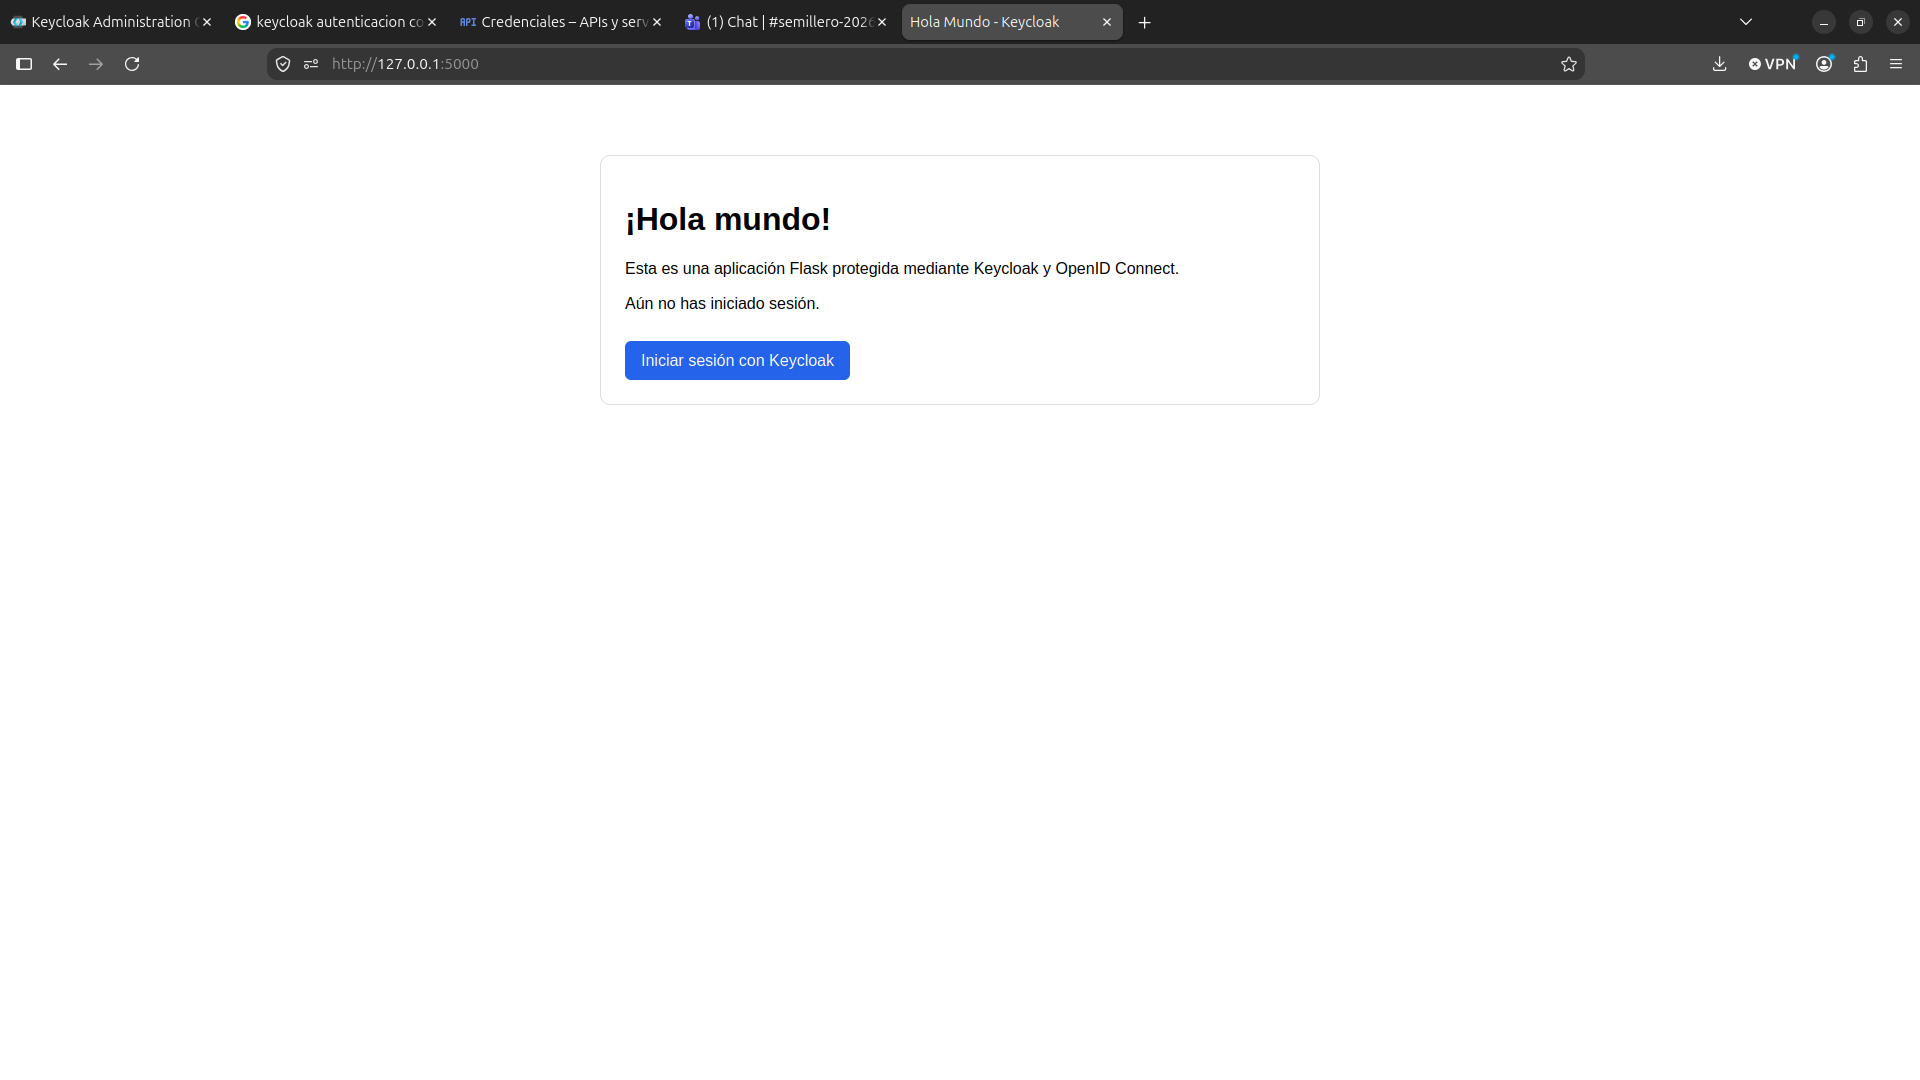 Keycloak Administration
keycloak autenticacion co
API Credenciales – APIs y serv
(1) Chat | #semillero-2026
Hola Mundo - Keycloak
http://127.0.0.1:5000
VPN
¡Hola mundo!
Esta es una aplicación Flask protegida mediante Keycloak y OpenID Connect.
Aún no has iniciado sesión.
Iniciar sesión con Keycloak